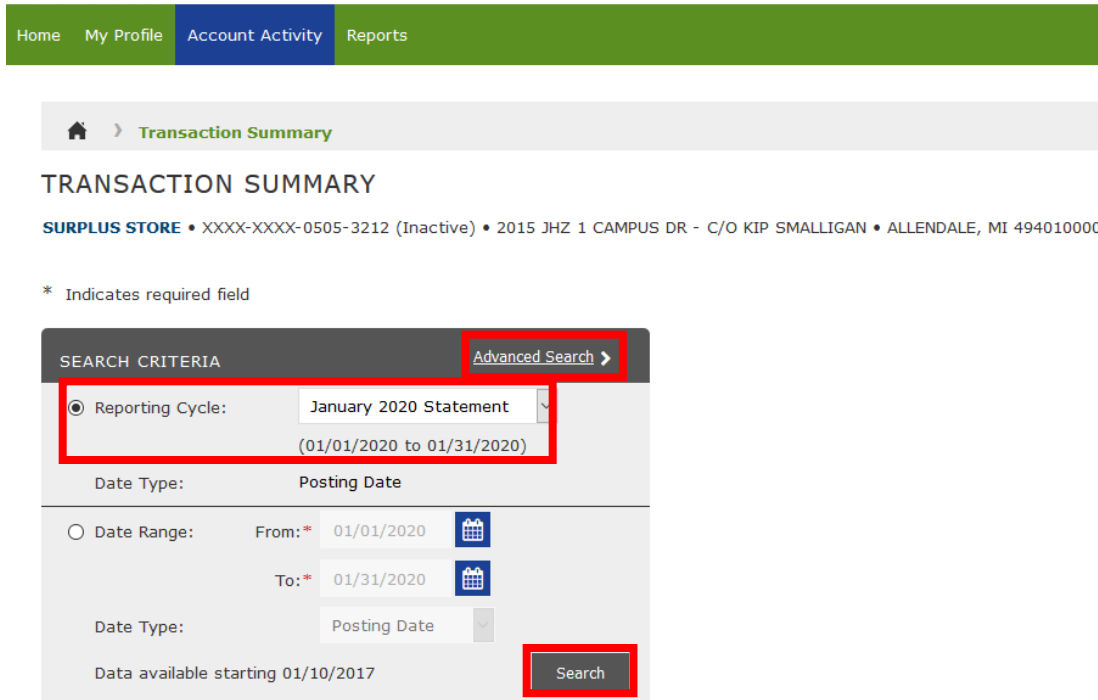 Home My Profile Account Activity Reports
Transaction Summary
TRANSACTION SUMMARY
SURPLUS STORE • XXXX-XXXX-0505-3212 (Inactive) • 2015 JHZ 1 CAMPUS DR - C/O KIP SMALLIGAN • ALLENDALE, MI 494010000
* Indicates required field
SEARCH CRITERIA Advanced Search
Reporting Cycle: January 2020 Statement
(01/01/2020 to 01/31/2020)
Date Type: Posting Date
Date Range: From:* 01/01/2020
To:* 01/31/2020
Date Type: Posting Date
Data available starting 01/10/2017 Search